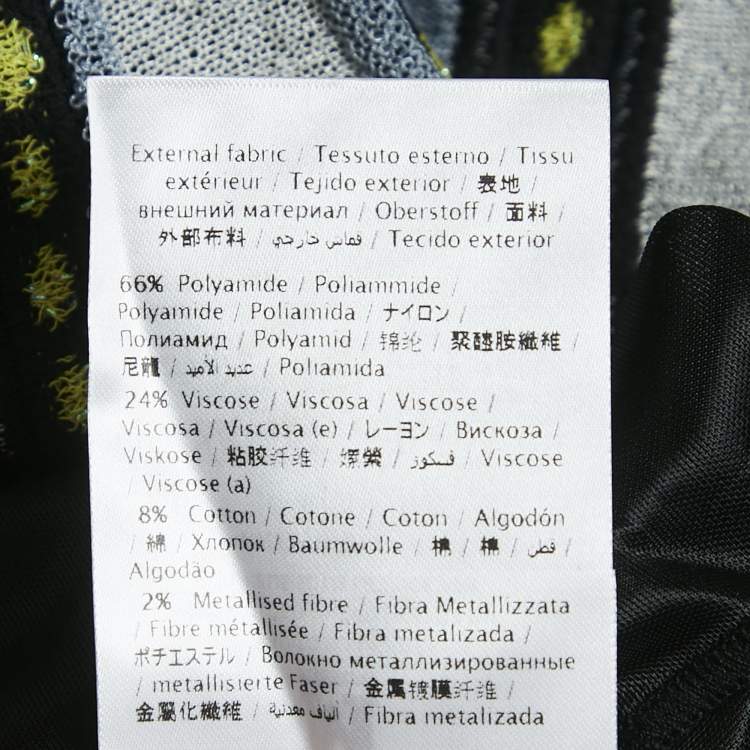 External fabric / Tessuto esterno / Tissu
extérieur / Tejido exterior / 表地 /
внешний материал / Oberstoff / 面料 /
外部布料 / قماش خارجي / Tecido exterior
66% Polyamide / Poliammide /
Polyamide / Poliamida / ナイロン /
Полиамид / Polyamid / 锦纶 / 聚醯胺纖維 /
尼龍 / عديد الأميد / Poliamida
24% Viscose / Viscosa / Viscose /
Viscosa / Viscosa (e) / レーヨン / Вискоза /
Viskose / 粘胶纤维 / 嫘縈 / فسكوز / Viscose
/ Viscose (a)
8% Cotton / Cotone / Coton / Algodón
/ 綿 / Хлопок / Baumwolle / 棉 / 棉 / قطن /
Algodão
2% Metallised fibre / Fibra Metallizzata
/ Fibre métallisée / Fibra metalizada /
ポチエステル / Волокно металлизированные
/ metallisierte Faser / 金属镀膜纤维 /
金屬化纖維 / ألياف معدنية / Fibra metalizada